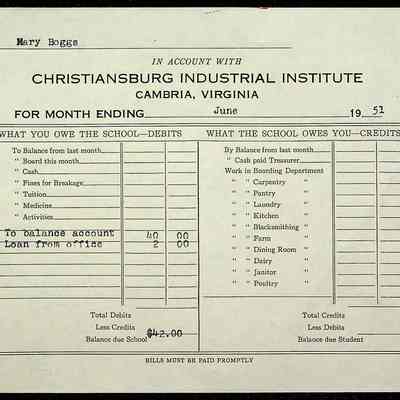 Mary Boggs
IN ACCOUNT WITH
CHRISTIANSBURG INDUSTRIAL INSTITUTE
CAMBRIA, VIRGINIA
FOR MONTH ENDING June 19 51
WHAT YOU OWE THE SCHOOL—DEBITS
To Balance from last month
" Board this month
" Cash
" Fines for Breakage
" Tuition
" Medicine
" Activities
To balance account 40 00
Loan from office 2 00
Total Debits
Less Credits
Balance due School $42.00
WHAT THE SCHOOL OWES YOU—CREDITS
By Balance from last month
" Cash paid Treasurer
Work in Boarding Department
" " Carpentry "
" " Pantry "
" " Laundry "
" " Kitchen "
" " Blacksmithing "
" " Farm "
" " Dining Room "
" " Dairy "
" " Janitor "
" " Poultry "
Total Credits
Less Debits
Balance due Student
BILLS MUST BE PAID PROMPTLY